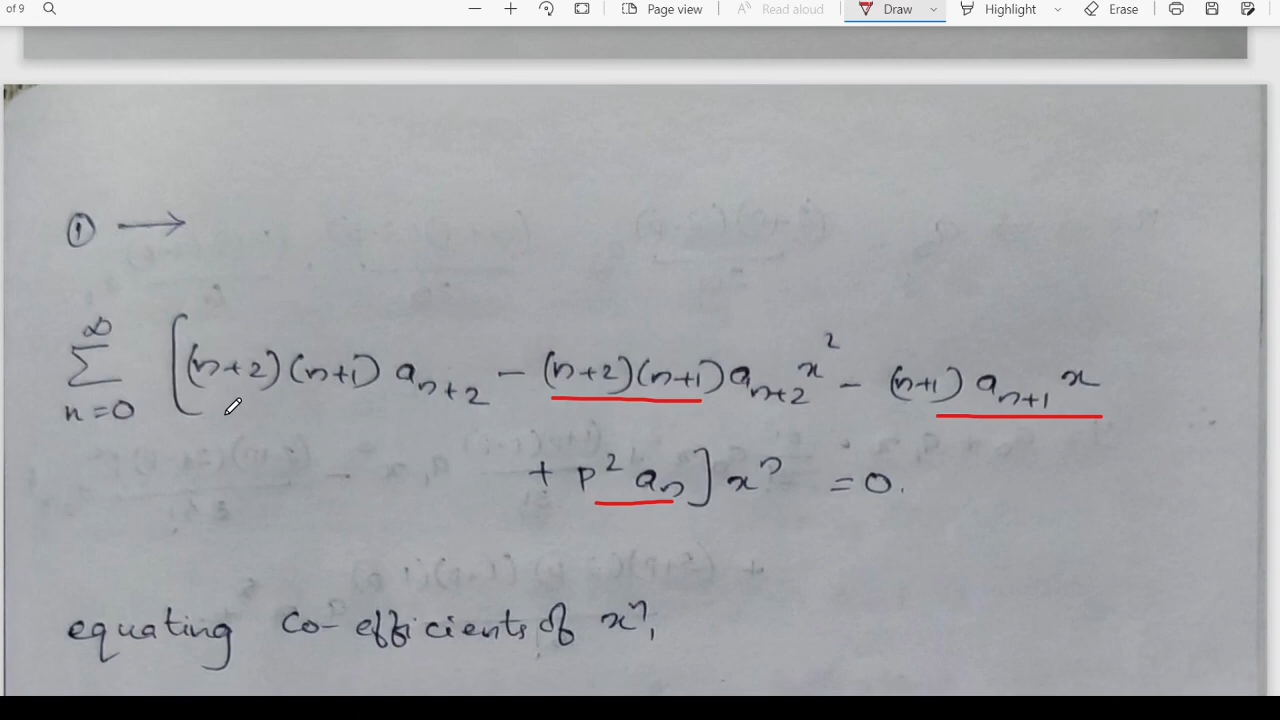 of 9 Page view Read aloud Draw Highlight Erase
① →
∞
Σ [(n+2)(n+1) aₙ₊₂ − (n+2)(n+1) aₙ₊₂ x² − (n+1) aₙ₊₁ x
n=0
+ p² aₙ] xⁿ = 0.
equating co-efficients of xⁿ,